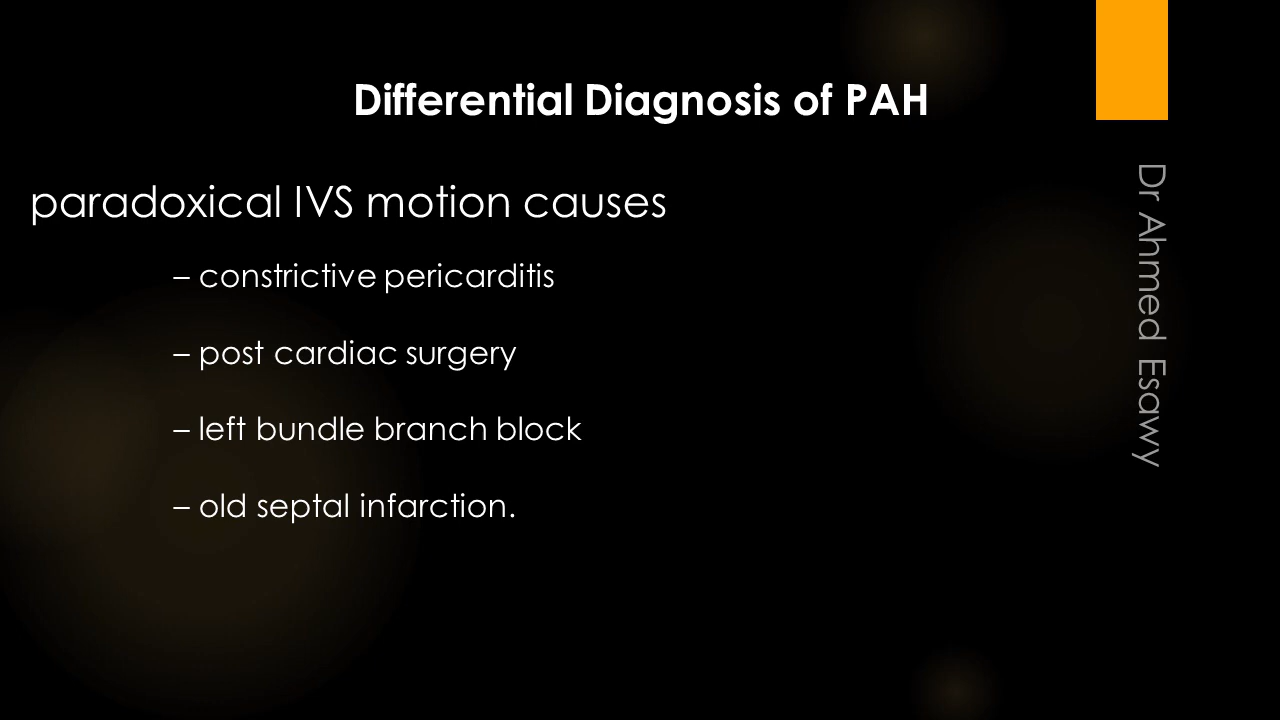 Differential Diagnosis of PAH
paradoxical IVS motion causes
– constrictive pericarditis
– post cardiac surgery
– left bundle branch block
– old septal infarction.
Dr Ahmed Esawy